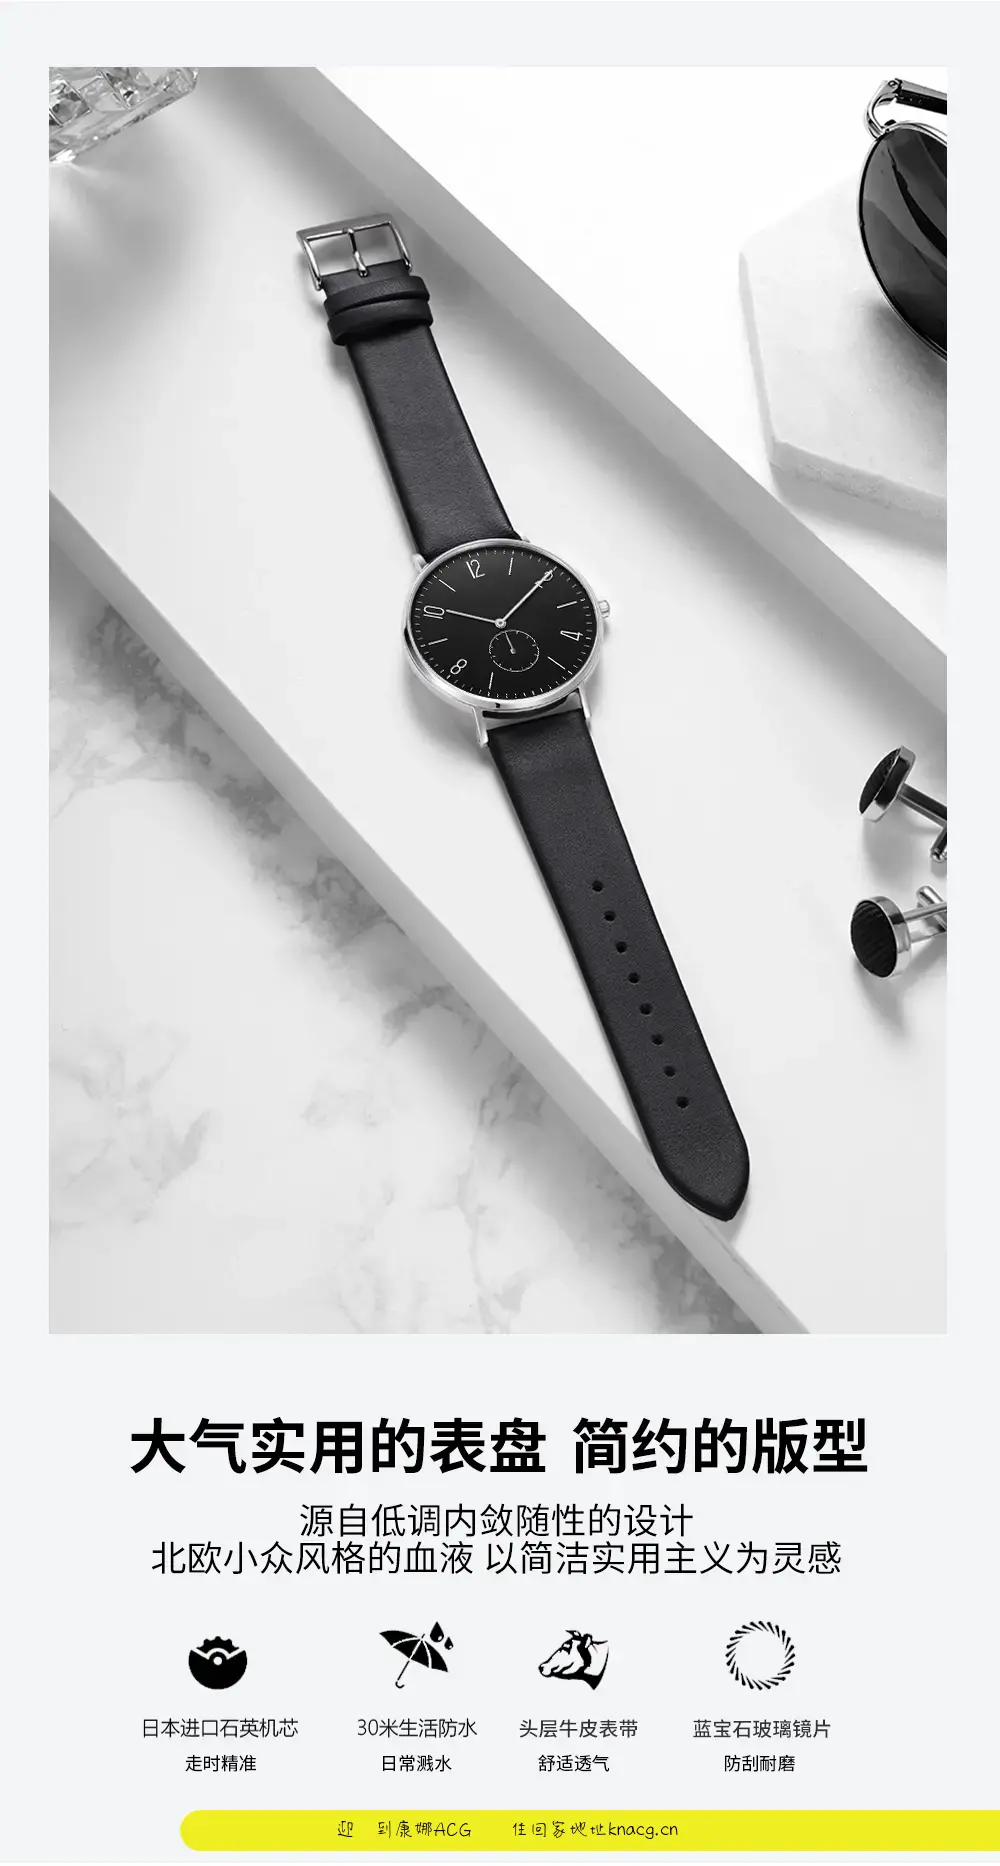 12
2
10
4
8
大气实用的表盘 简约的版型
源自低调内敛随性的设计
北欧小众风格的血液 以简洁实用主义为灵感
日本进口石英机芯
走时精准
30米生活防水
日常溅水
头层牛皮表带
舒适透气
蓝宝石玻璃镜片
防刮耐磨
迎 到康娜ACG 住回家地址knacg.cn